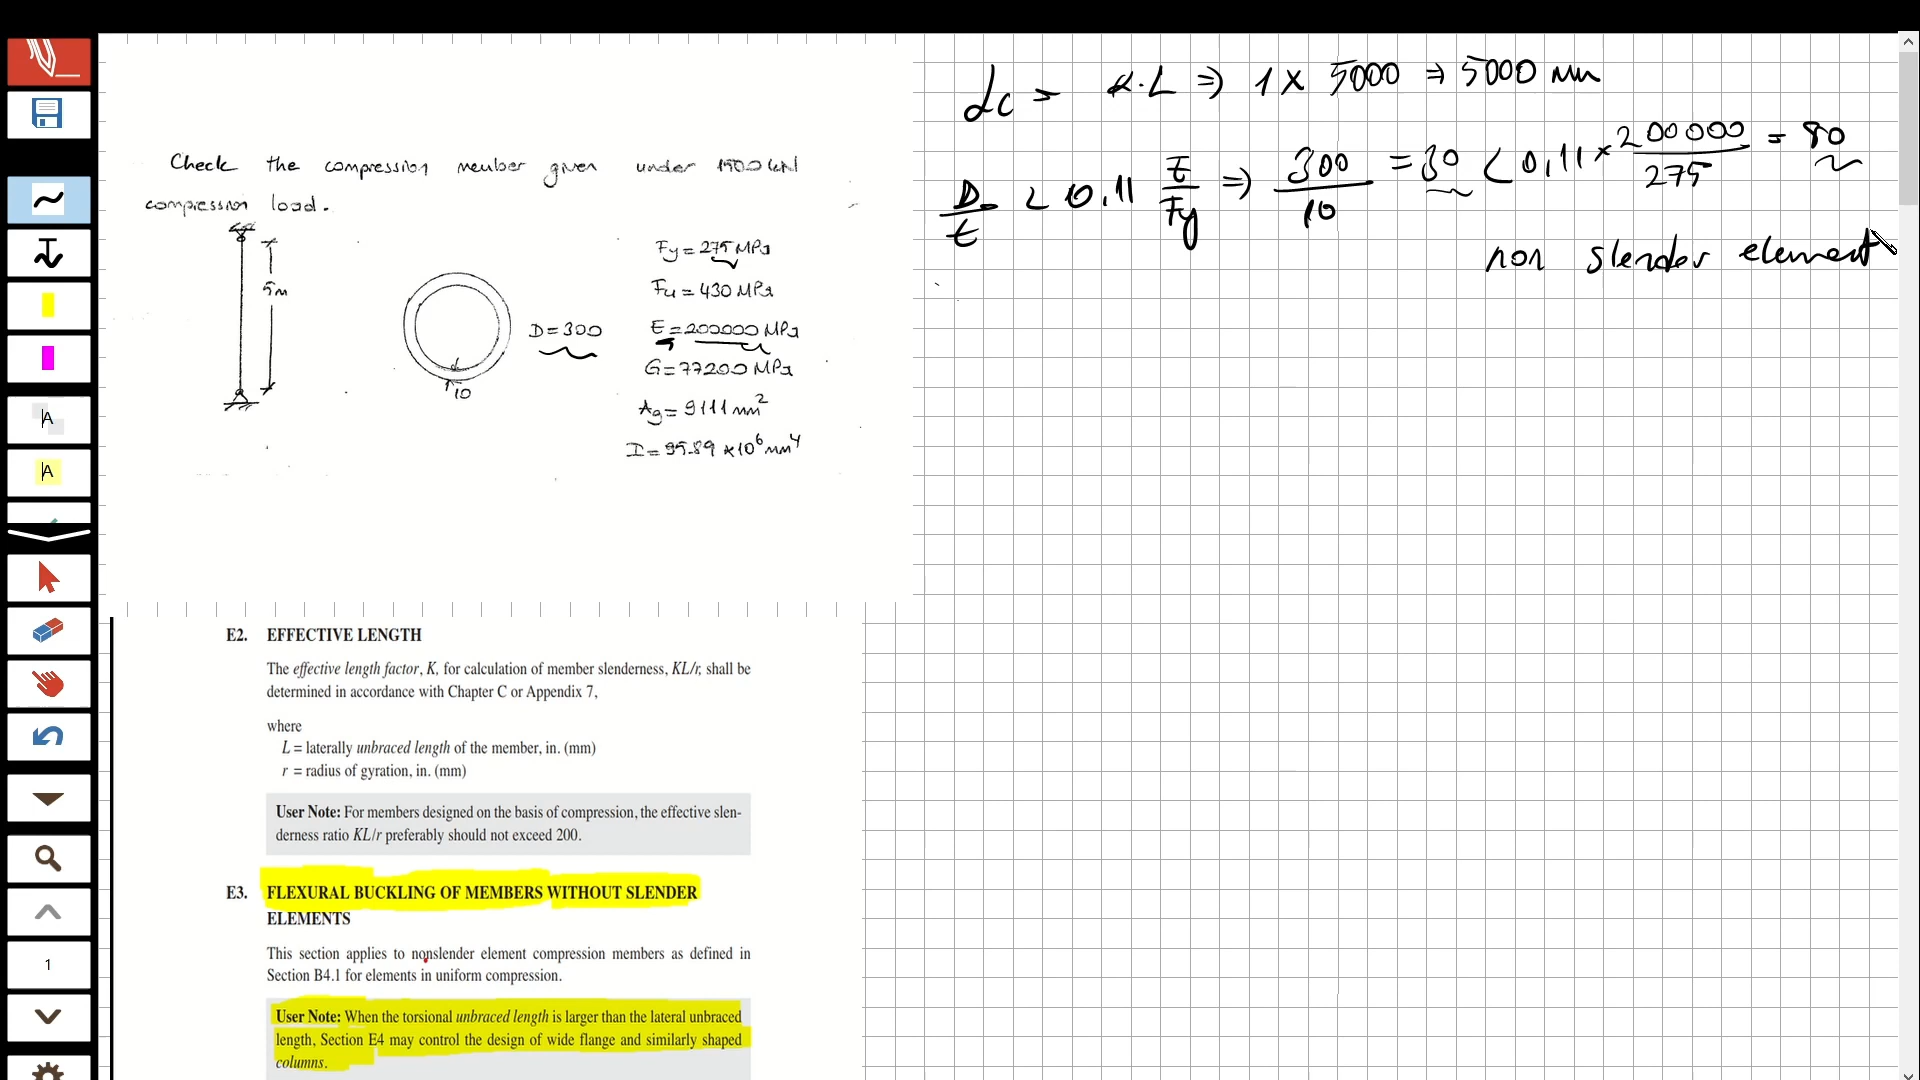 Check the compression member given under 1500 kN
compression load.
5m
D=300
10
Fy = 275 MPa
Fu = 430 MPa
E = 200000 MPa
G = 77200 MPa
Ag = 9111 mm²
I = 95.89 x10⁶ mm⁴
Lc = K.L ⇒ 1 x 5000 ⇒ 5000 mm
D/t < 0,11 E/Fy ⇒ 300/10 = 30 < 0,11 x 200000/275 = 80
non slender element
E2. EFFECTIVE LENGTH
The effective length factor, K, for calculation of member slenderness, KL/r, shall be
determined in accordance with Chapter C or Appendix 7,
where
L = laterally unbraced length of the member, in. (mm)
r = radius of gyration, in. (mm)
User Note: For members designed on the basis of compression, the effective slen-
derness ratio KL/r preferably should not exceed 200.
E3. FLEXURAL BUCKLING OF MEMBERS WITHOUT SLENDER
ELEMENTS
This section applies to nonslender element compression members as defined in
Section B4.1 for elements in uniform compression.
User Note: When the torsional unbraced length is larger than the lateral unbraced
length, Section E4 may control the design of wide flange and similarly shaped
columns.
T
A
A
1